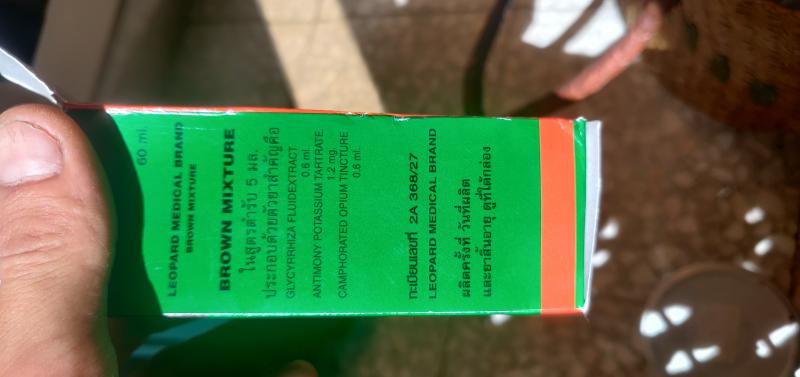 60 ml.
LEOPARD MEDICAL BRAND
BROWN MIXTURE
BROWN MIXTURE
ในสูตรตำรับ 5 มล.
ประกอบด้วยตัวยาสำคัญคือ
GLYCYRRHIZA FLUIDEXTRACT
0.6 ml.
ANTIMONY POTASSIUM TARTRATE
1.2 mg.
CAMPHORATED OPIUM TINCTURE
0.6 ml.
ทะเบียนเลขที่ 2A 368/27
LEOPARD MEDICAL BRAND
ผลิตครั้งที่ วันที่ผลิต
และยาสิ้นอายุ ดูที่ใต้กล่อง